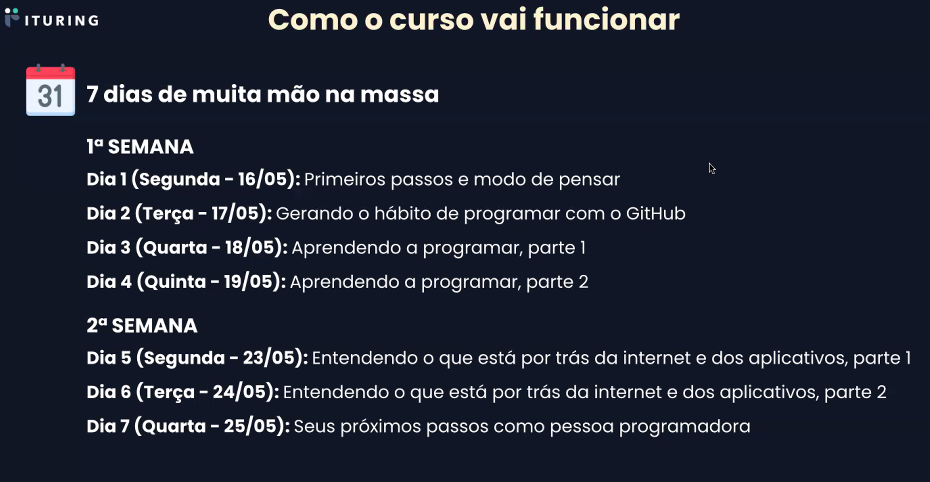 ITURING
Como o curso vai funcionar
31
7 dias de muita mão na massa
1ª SEMANA
Dia 1 (Segunda - 16/05): Primeiros passos e modo de pensar
Dia 2 (Terça - 17/05): Gerando o hábito de programar com o GitHub
Dia 3 (Quarta - 18/05): Aprendendo a programar, parte 1
Dia 4 (Quinta - 19/05): Aprendendo a programar, parte 2
2ª SEMANA
Dia 5 (Segunda - 23/05): Entendendo o que está por trás da internet e dos aplicativos, parte 1
Dia 6 (Terça - 24/05): Entendendo o que está por trás da internet e dos aplicativos, parte 2
Dia 7 (Quarta - 25/05): Seus próximos passos como pessoa programadora